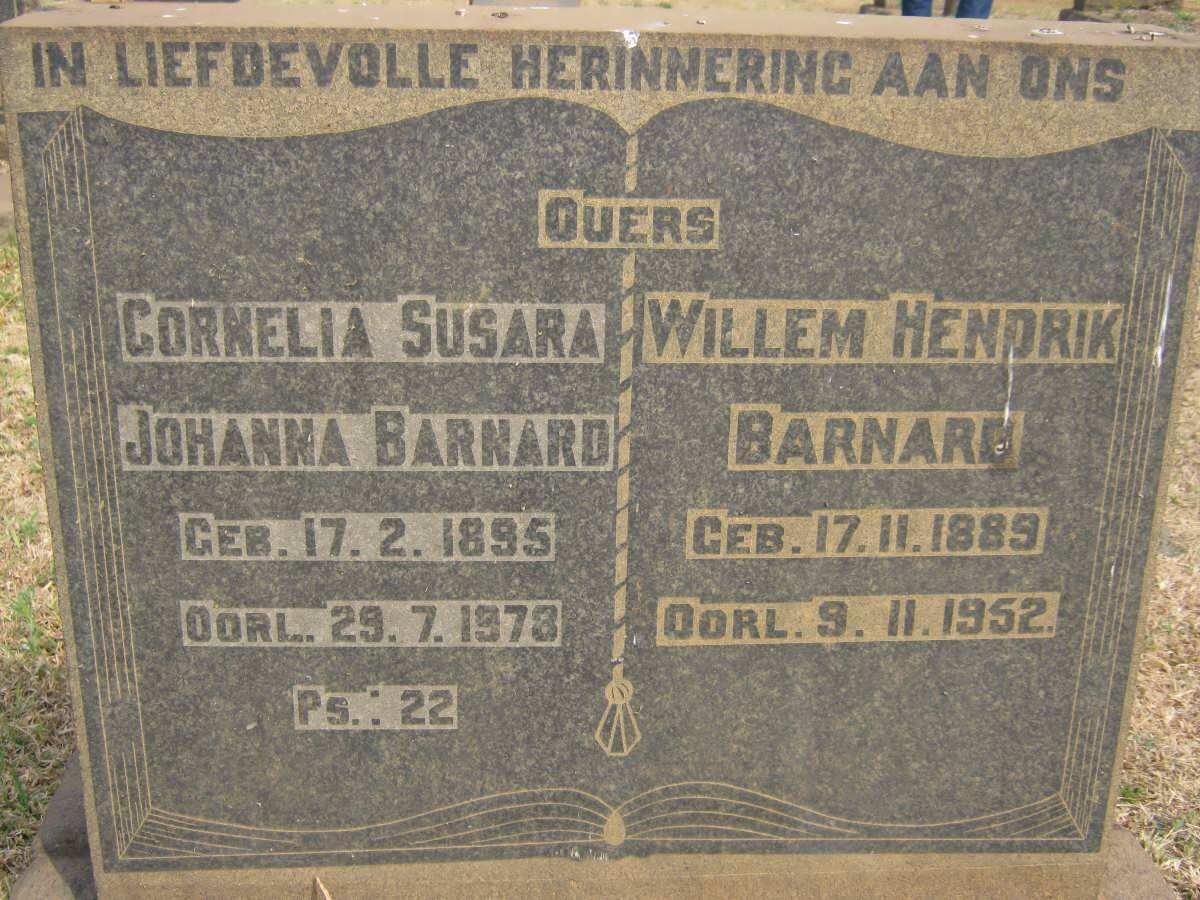 IN LIEFDEVOLLE HERINNERING AAN ONS
OUERS
CORNELIA SUSARA
JOHANNA BARNARD
GEB. 17. 2. 1895
OORL. 29. 7. 1978
PS.: 22
WILLEM HENDRIK
BARNARD
GEB. 17. 11. 1889
OORL. 9. 11. 1952.